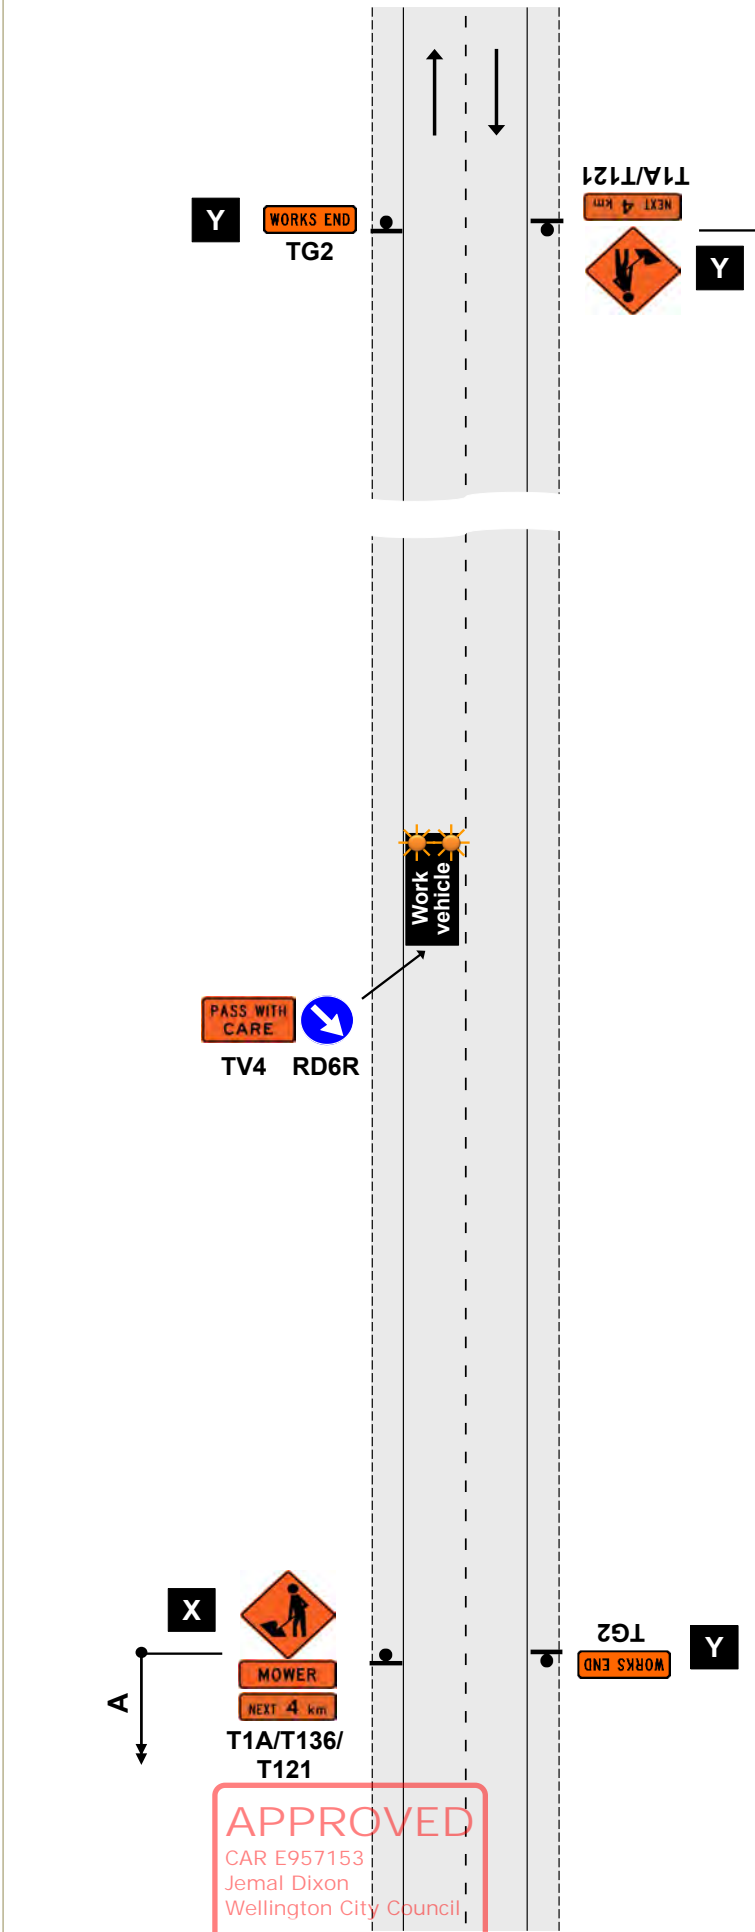 T1A/T121
NEXT 4 km
Y
WORKS END
TG2
Y
Work
vehicle
PASS WITH
CARE
TV4 RD6R
X
A
MOWER
NEXT 4 km
T1A/T136/
T121
TG2
WORKS END
Y
APPROVED
CAR E957153
Jemal Dixon
Wellington City Council